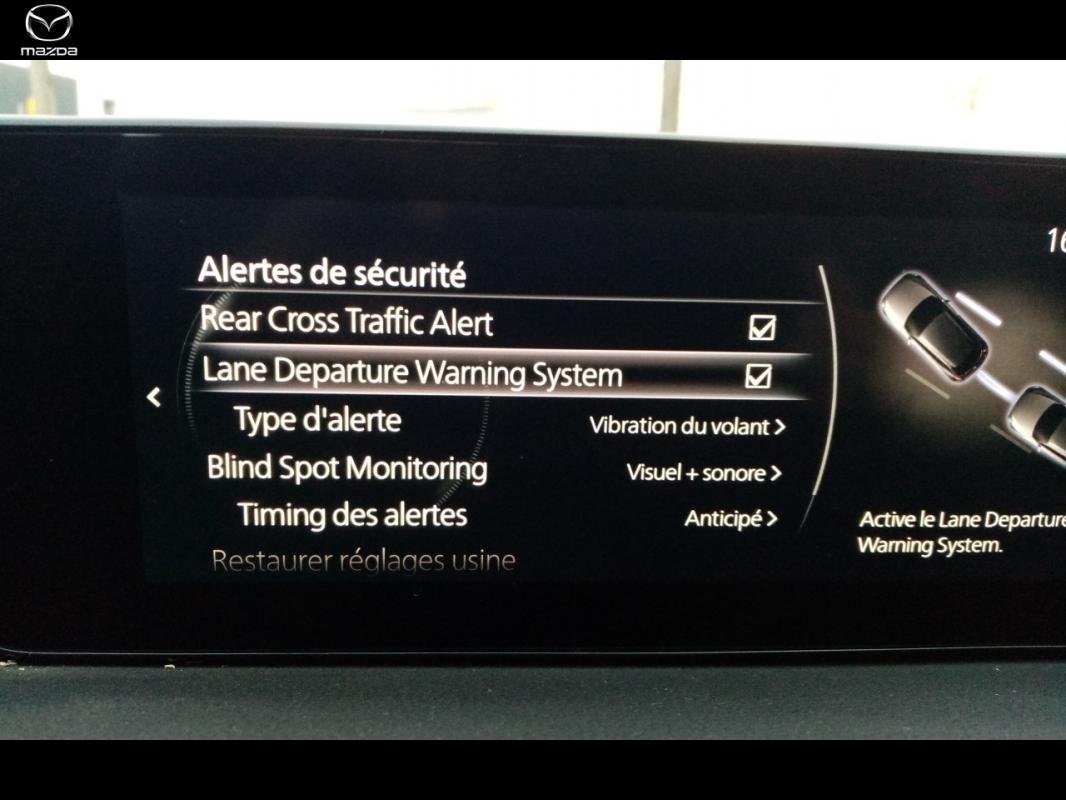 mazda
16
Alertes de sécurité
Rear Cross Traffic Alert
Lane Departure Warning System
Type d'alerte Vibration du volant >
Blind Spot Monitoring Visuel + sonore >
Timing des alertes Anticipé >
Restaurer réglages usine
Active le Lane Departure
Warning System.